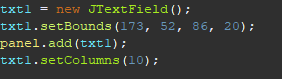 txt1 = new JTextField();
txt1.setBounds(173, 52, 86, 20);
panel.add(txt1);
txt1.setColumns(10);